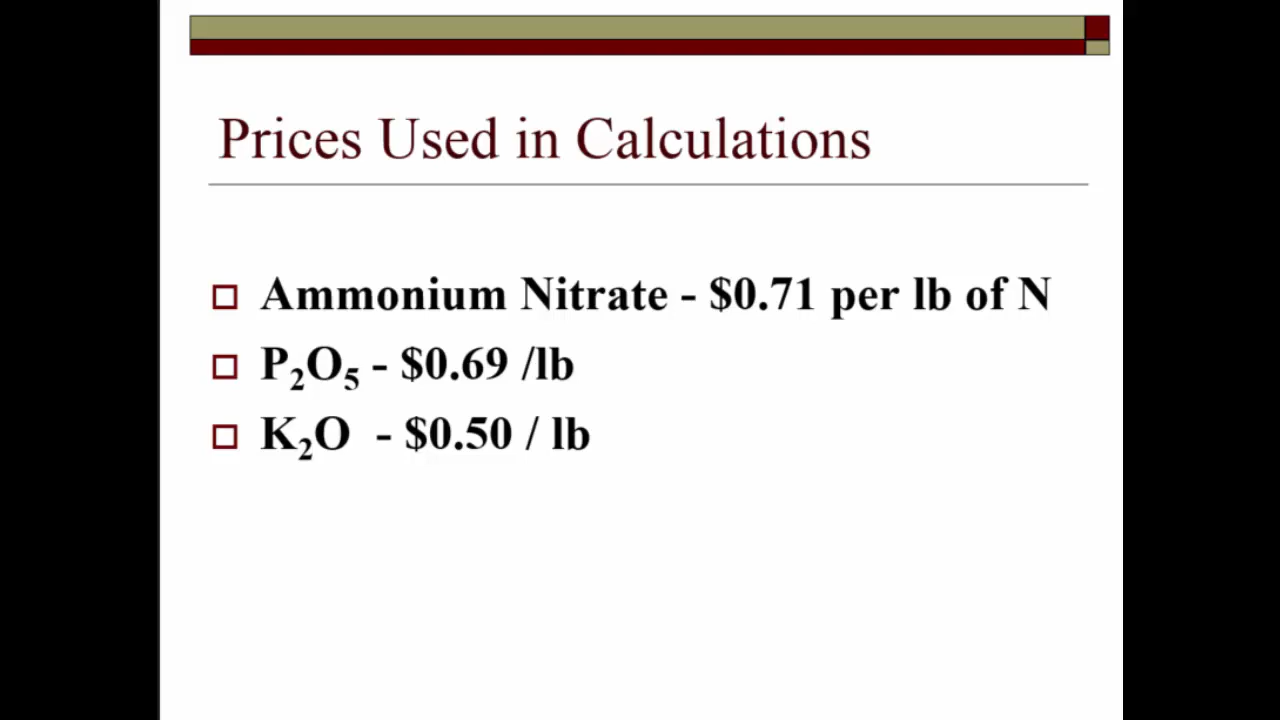 Prices Used in Calculations
Ammonium Nitrate - $0.71 per lb of N
P₂O₅ - $0.69 /lb
K₂O - $0.50 / lb